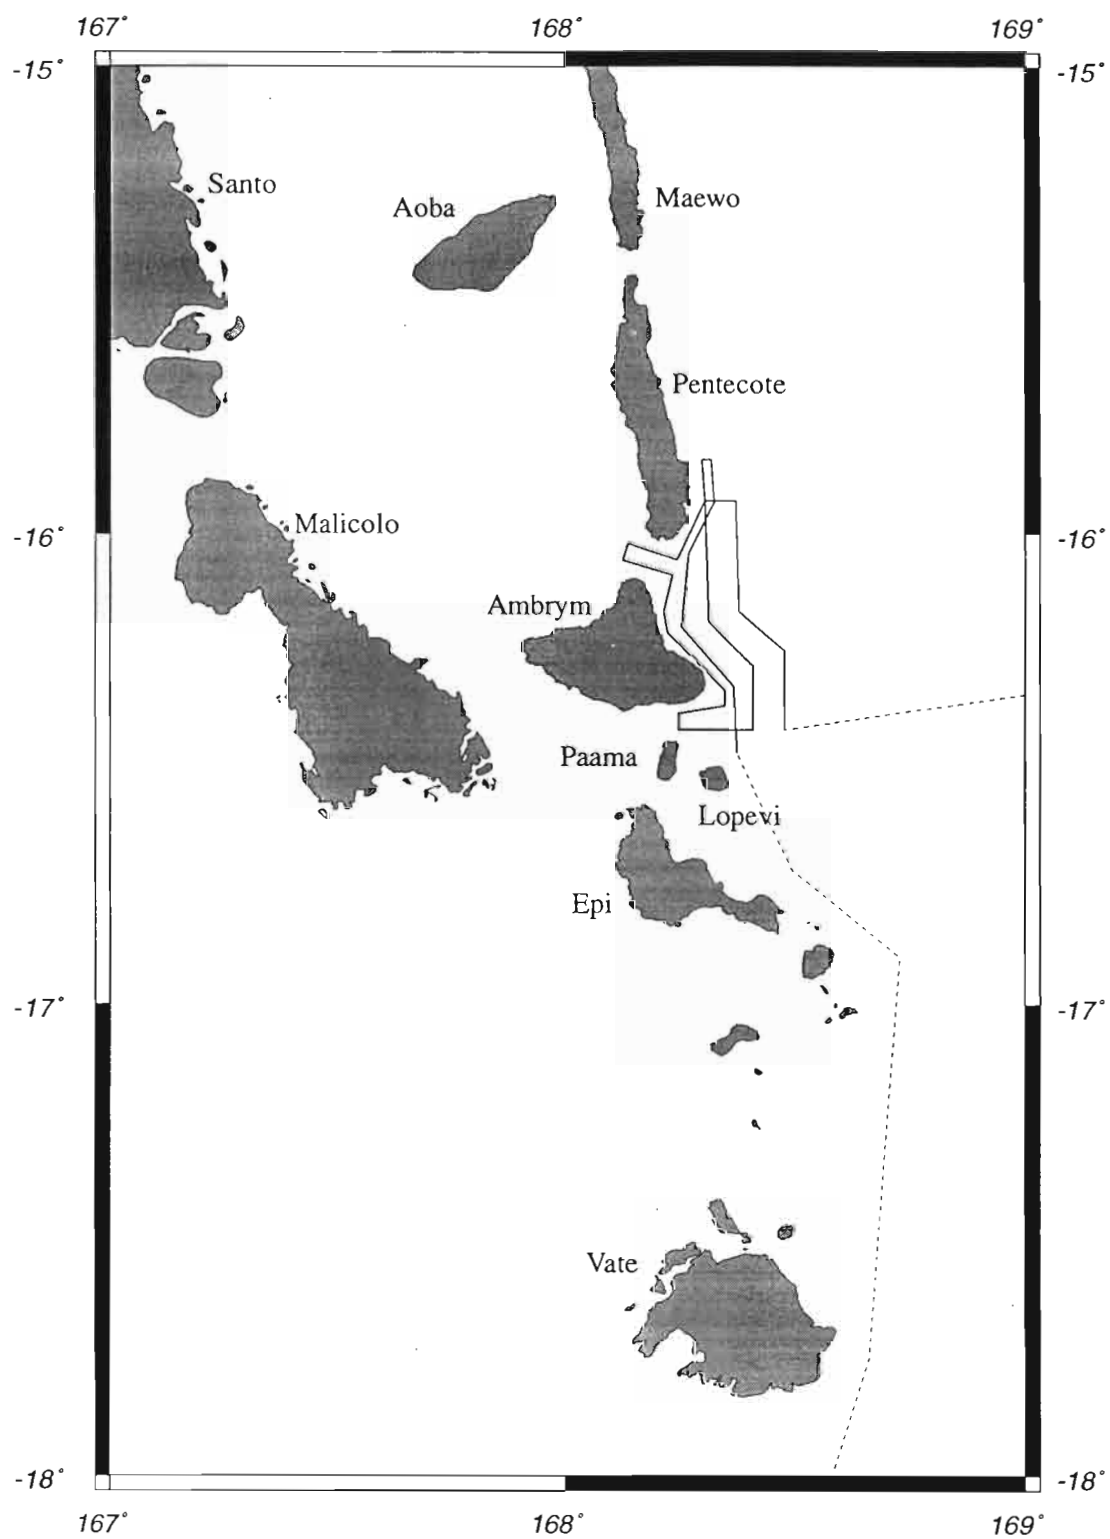 167° 168° 169°
-15° -15°
Santo
Aoba
Maewo
Pentecote
Malicolo
-16° -16°
Ambrym
Paama
Lopevi
Epi
-17° -17°
Vate
-18° -18°
167° 168° 169°